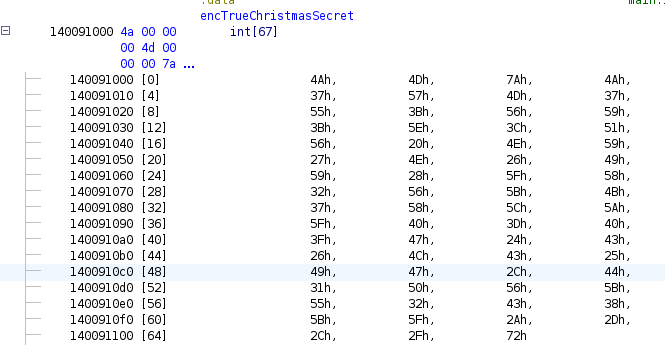 .data
main.
encTrueChristmasSecret
140091000 4a 00 00 int[67]
00 4d 00
00 00 7a ...
140091000 [0] 4Ah, 4Dh, 7Ah, 4Ah,
140091010 [4] 37h, 57h, 4Dh, 37h,
140091020 [8] 55h, 3Bh, 56h, 59h,
140091030 [12] 3Bh, 5Eh, 3Ch, 51h,
140091040 [16] 56h, 20h, 4Eh, 59h,
140091050 [20] 27h, 4Eh, 26h, 49h,
140091060 [24] 59h, 28h, 5Fh, 58h,
140091070 [28] 32h, 56h, 5Bh, 4Bh,
140091080 [32] 37h, 58h, 5Ch, 5Ah,
140091090 [36] 5Fh, 40h, 3Dh, 40h,
1400910a0 [40] 3Fh, 47h, 24h, 43h,
1400910b0 [44] 26h, 4Ch, 43h, 25h,
1400910c0 [48] 49h, 47h, 2Ch, 44h,
1400910d0 [52] 31h, 50h, 56h, 5Bh,
1400910e0 [56] 55h, 32h, 43h, 38h,
1400910f0 [60] 5Bh, 5Fh, 2Ah, 2Dh,
140091100 [64] 2Ch, 2Fh, 72h